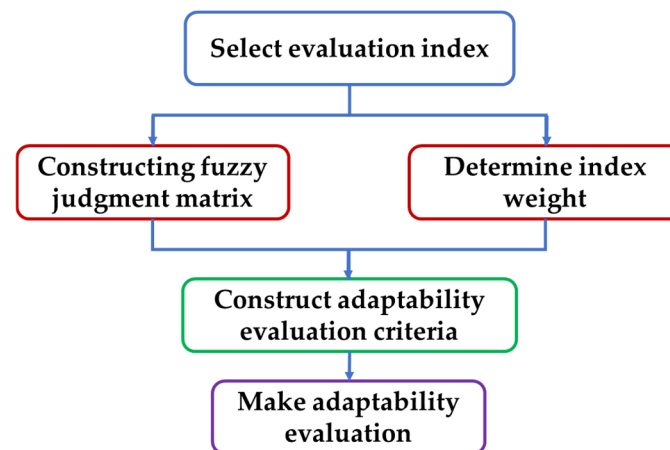 Select evaluation index
Constructing fuzzy
judgment matrix
Determine index
weight
Construct adaptability
evaluation criteria
Make adaptability
evaluation